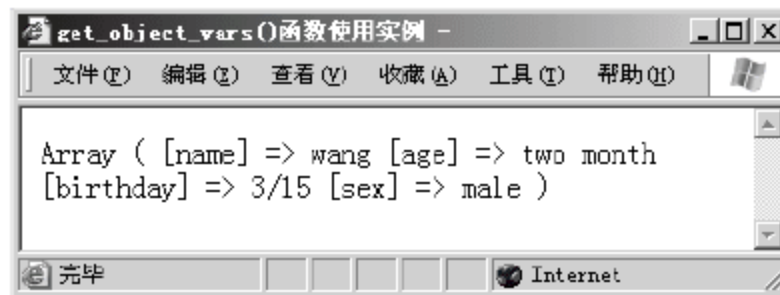 get_object_vars()函数使用实例 -
文件(F) 编辑(E) 查看(V) 收藏(A) 工具(T) 帮助(H)
Array ( [name] => wang [age] => two month
[birthday] => 3/15 [sex] => male )
完毕 Internet